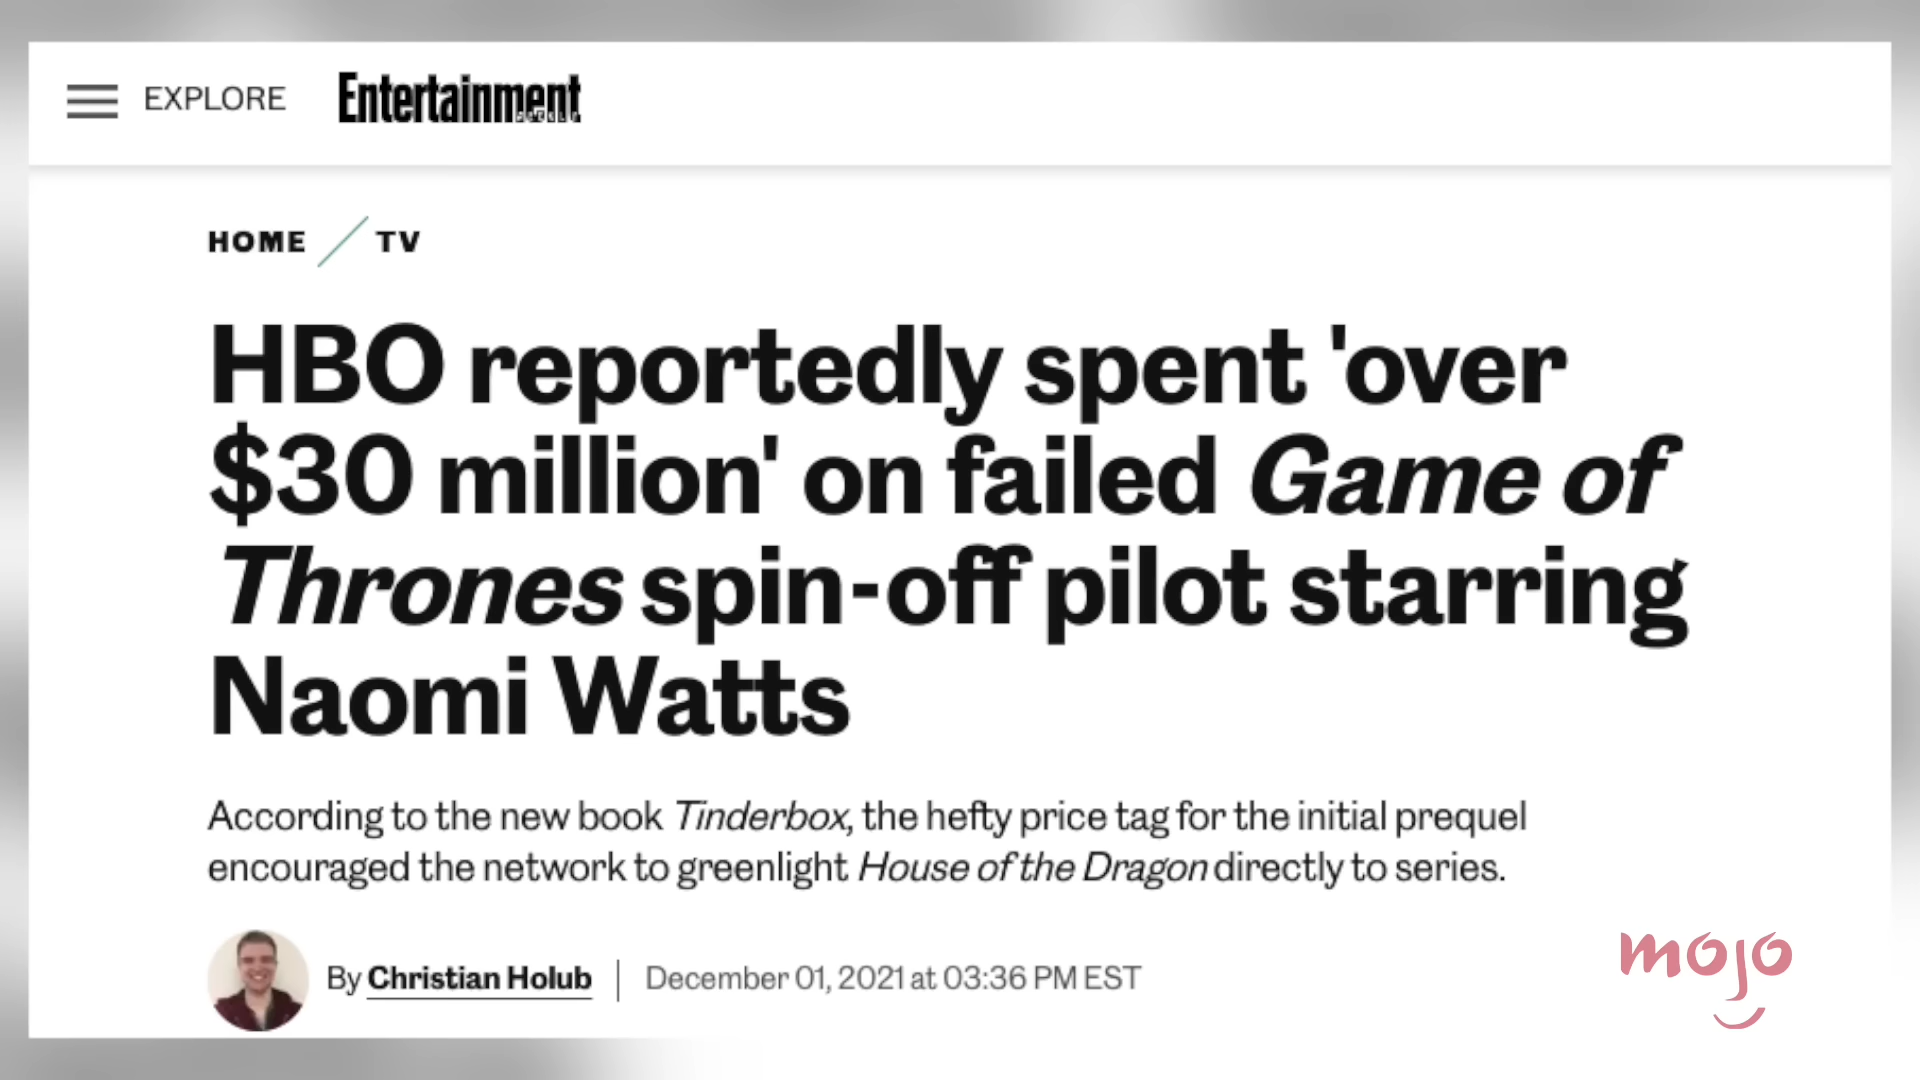 EXPLORE
Entertainment
HOME / TV
HBO reportedly spent 'over
$30 million' on failed Game of
Thrones spin-off pilot starring
Naomi Watts
According to the new book Tinderbox, the hefty price tag for the initial prequel
encouraged the network to greenlight House of the Dragon directly to series.
By Christian Holub | December 01, 2021 at 03:36 PM EST
mojo